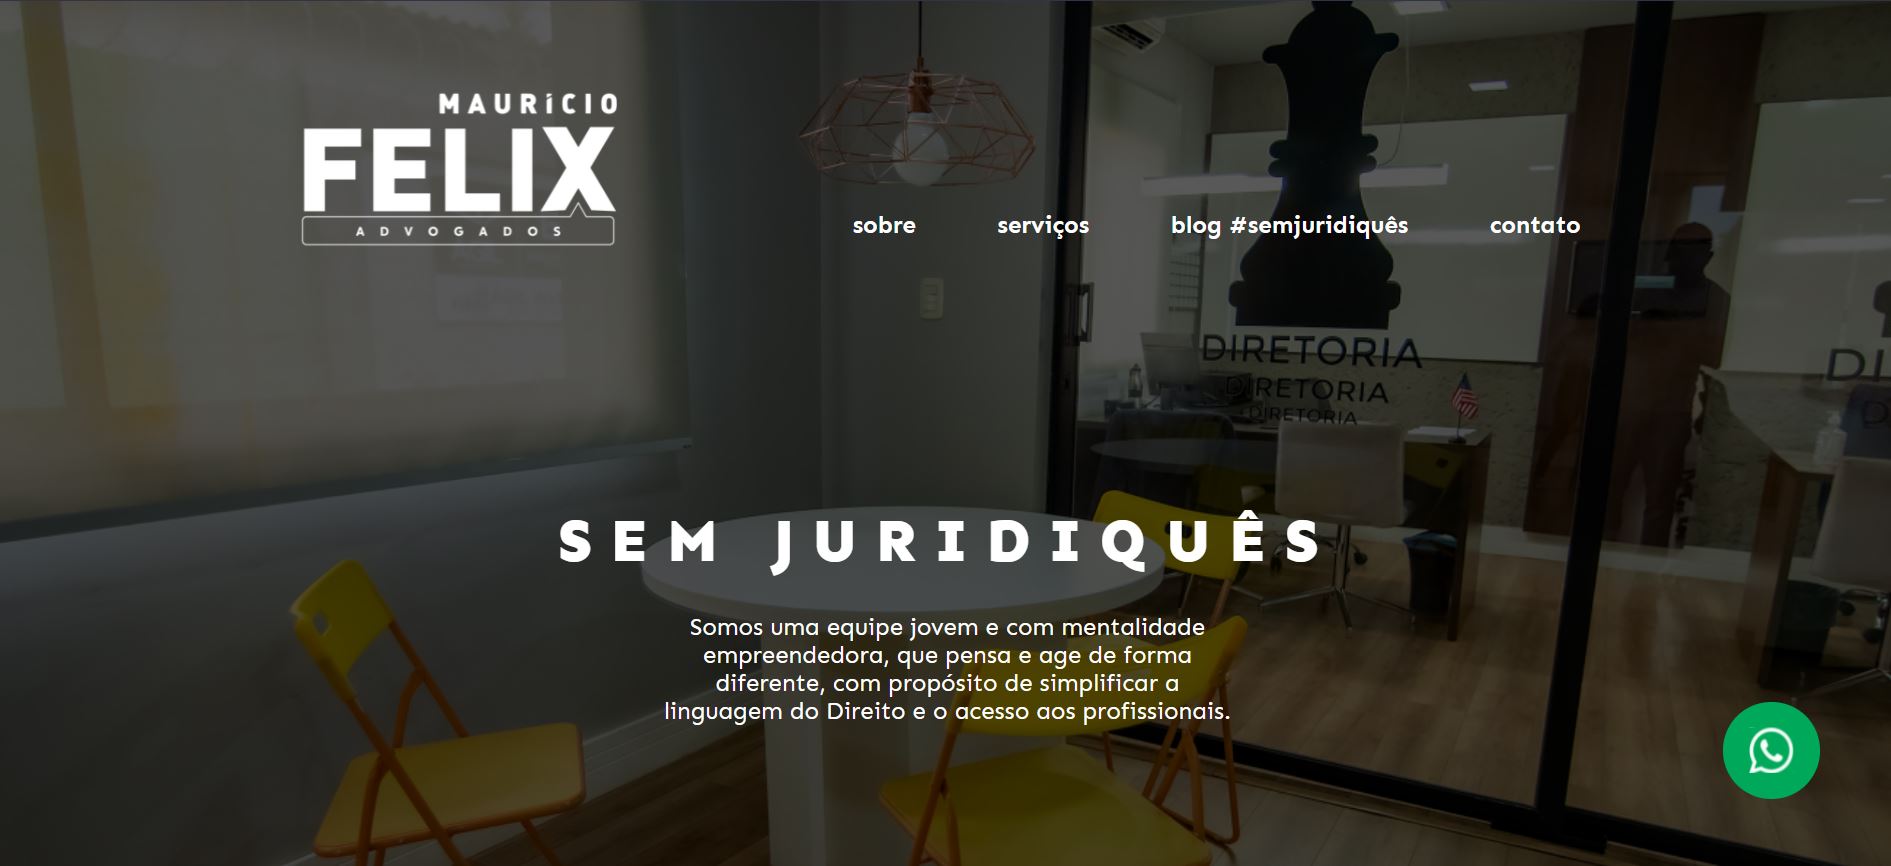 MAURÍCIO
FELIX
ADVOGADOS
sobre serviços blog #semjuridiquês contato
DIRETORIA
DIRETORIA
DIRETORIA
SEM JURIDIQUÊS
Somos uma equipe jovem e com mentalidade
empreendedora, que pensa e age de forma
diferente, com propósito de simplificar a
linguagem do Direito e o acesso aos profissionais.